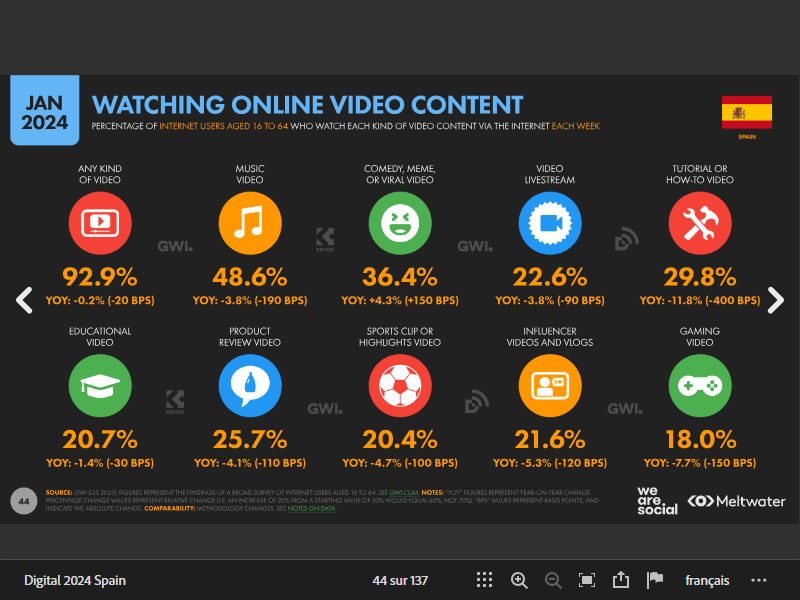 JAN
2024
WATCHING ONLINE VIDEO CONTENT
PERCENTAGE OF INTERNET USERS AGED 16 TO 64 WHO WATCH EACH KIND OF VIDEO CONTENT VIA THE INTERNET EACH WEEK
SPAIN
ANY KIND
OF VIDEO
92.9%
YOY: -0.2% (-20 BPS)
MUSIC
VIDEO
48.6%
YOY: -3.8% (-190 BPS)
COMEDY, MEME,
OR VIRAL VIDEO
36.4%
YOY: +4.3% (+150 BPS)
VIDEO
LIVESTREAM
22.6%
YOY: -3.8% (-90 BPS)
TUTORIAL OR
HOW-TO VIDEO
29.8%
YOY: -11.8% (-400 BPS)
GWI.
KEPIOS
GWI.
EDUCATIONAL
VIDEO
20.7%
YOY: -1.4% (-30 BPS)
PRODUCT
REVIEW VIDEO
25.7%
YOY: -4.1% (-110 BPS)
SPORTS CLIP OR
HIGHLIGHTS VIDEO
20.4%
YOY: -4.7% (-100 BPS)
INFLUENCER
VIDEOS AND VLOGS
21.6%
YOY: -5.3% (-120 BPS)
GAMING
VIDEO
18.0%
YOY: -7.7% (-150 BPS)
KEPIOS
GWI.
GWI.
44
SOURCE: GWI (Q3 2023). FIGURES REPRESENT THE FINDINGS OF A BROAD SURVEY OF INTERNET USERS AGED 16 TO 64. SEE GWI.COM. NOTES: "YOY" FIGURES REPRESENT YEAR-ON-YEAR CHANGE.
PERCENTAGE CHANGE VALUES REPRESENT RELATIVE CHANGE (I.E. AN INCREASE OF 20% FROM A STARTING VALUE OF 50% WOULD EQUAL 60%, NOT 70%). "BPS" VALUES REPRESENT BASIS POINTS, AND
INDICATE THE ABSOLUTE CHANGE. COMPARABILITY: METHODOLOGY CHANGES. SEE NOTES ON DATA.
we
are.
social
Meltwater
Digital 2024 Spain
44 sur 137
français